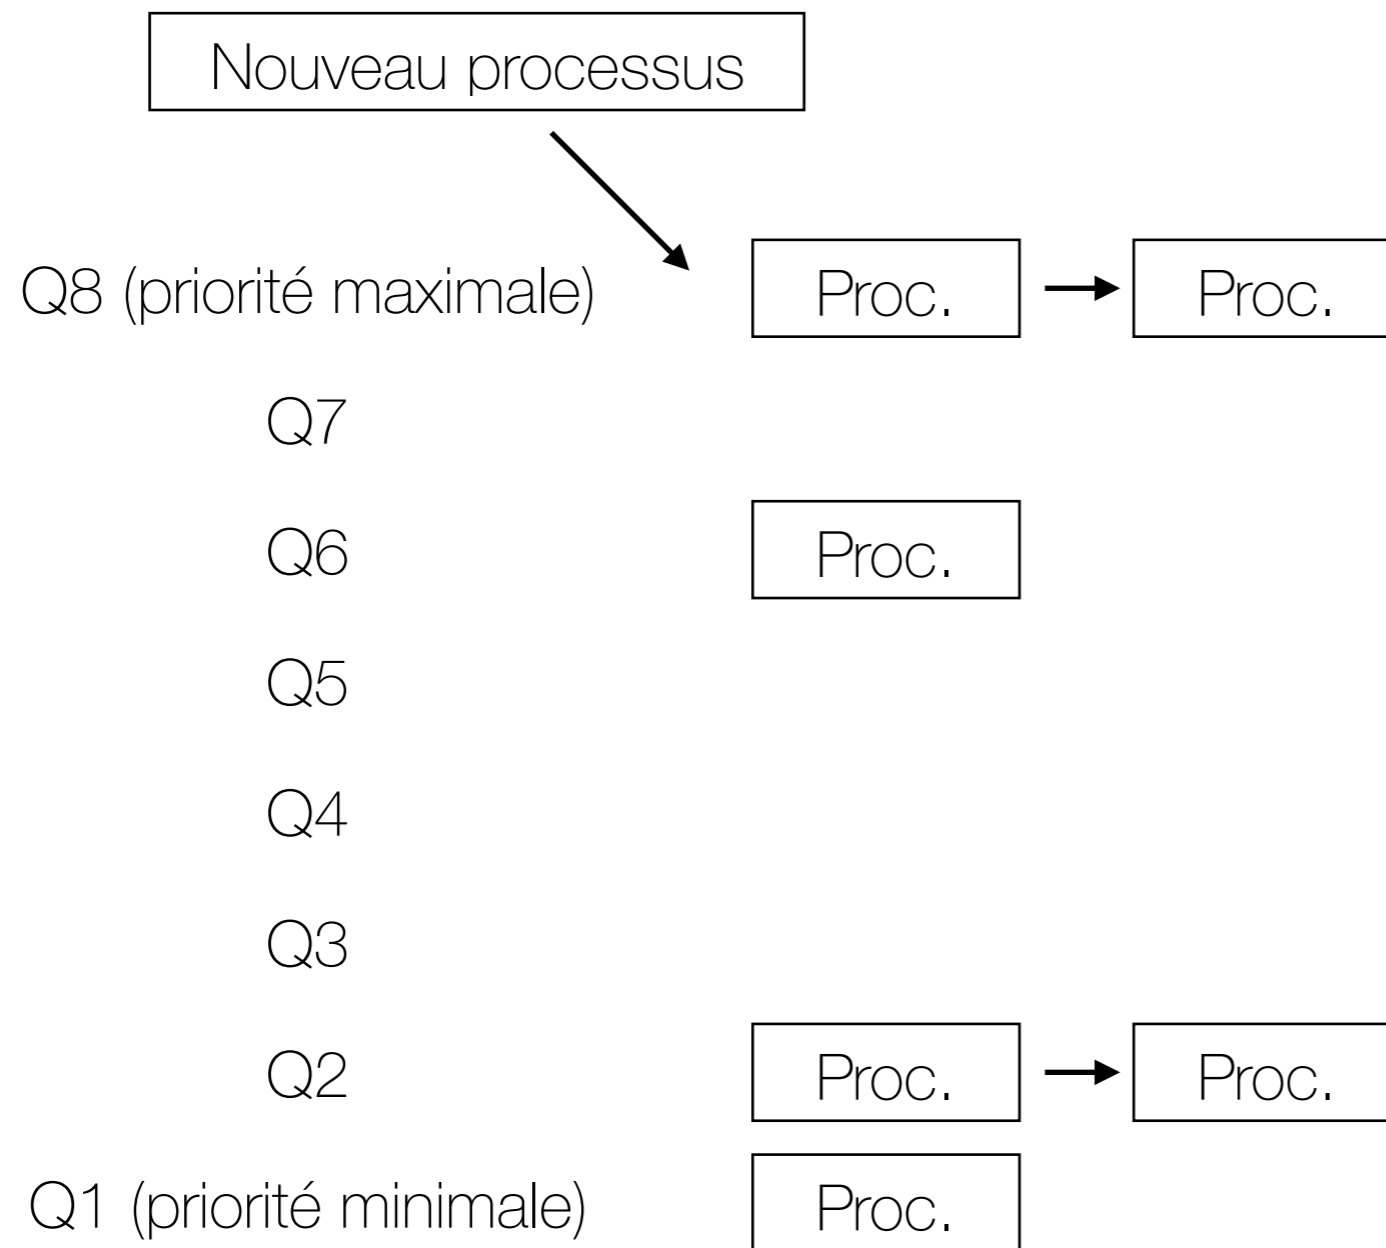 Nouveau processus
Q8 (priorité maximale) Proc. Proc.
Q7
Q6 Proc.
Q5
Q4
Q3
Q2 Proc. Proc.
Q1 (priorité minimale) Proc.